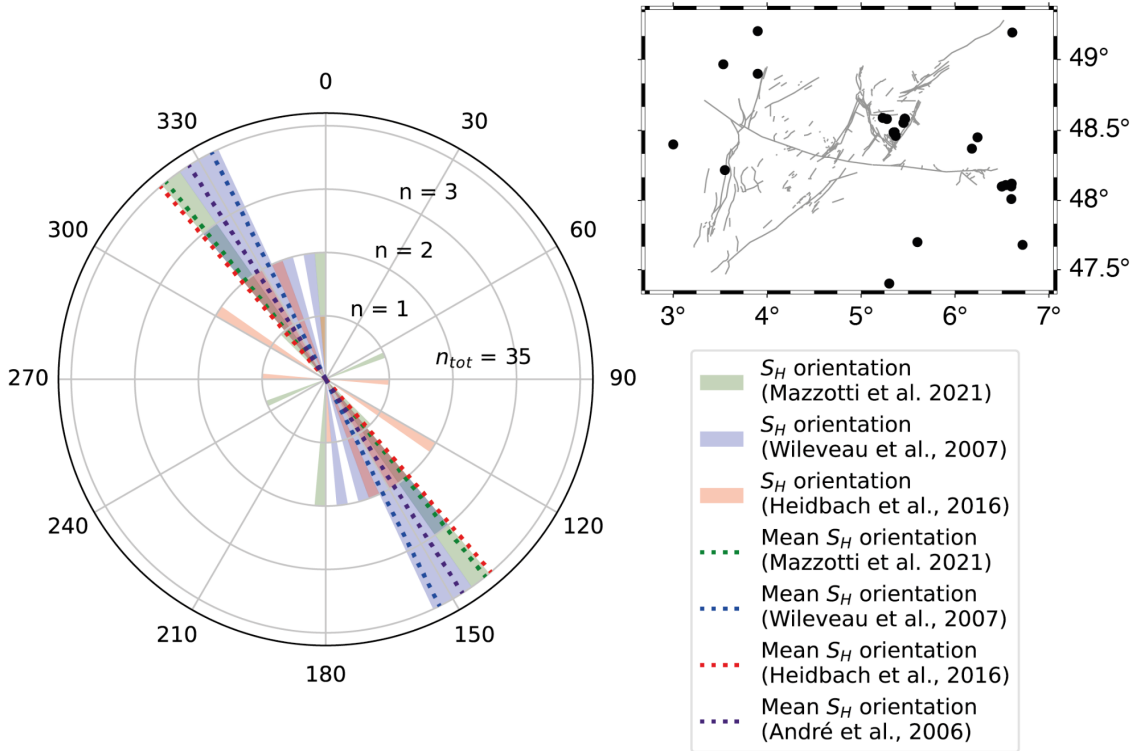 0
30
60
90
120
150
180
210
240
270
300
330
n = 3
n = 2
n = 1
n_tot = 35
49°
48.5°
48°
47.5°
3°
4°
5°
6°
7°
S_H orientation
(Mazzotti et al. 2021)
S_H orientation
(Wileveau et al., 2007)
S_H orientation
(Heidbach et al., 2016)
Mean S_H orientation
(Mazzotti et al. 2021)
Mean S_H orientation
(Wileveau et al., 2007)
Mean S_H orientation
(Heidbach et al., 2016)
Mean S_H orientation
(André et al., 2006)